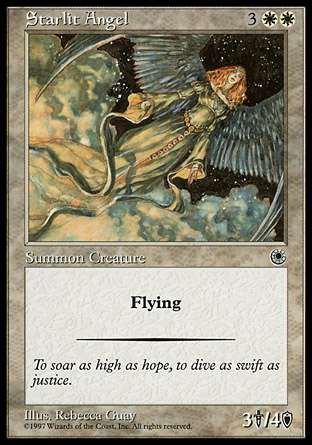 Starlit Angel 3
Summon Creature
Flying
To soar as high as hope, to dive as swift as
justice.
Illus. Rebecca Guay
©1997 Wizards of the Coast, Inc. All rights reserved.
3/4